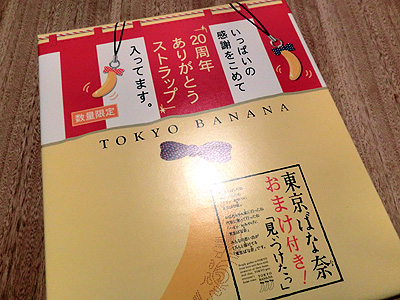 いっぱいの
感謝をこめて
20周年
ありがとう
ストラップ
入ってます。
数量限定
TOKYO BANANA
東京ばな奈
おまけ付き!
「見ぃつけたっ」